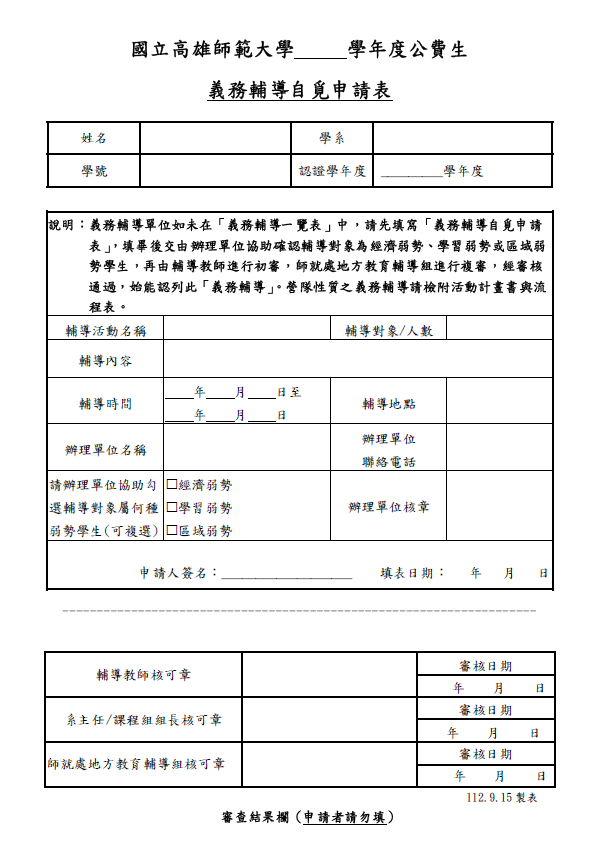 國立高雄師範大學_____學年度公費生
義務輔導自覓申請表
姓名 學系
學號 認證學年度 ________學年度
說明：義務輔導單位如未在「義務輔導一覽表」中，請先填寫「義務輔導自覓申請
表」，填畢後交由辦理單位協助確認輔導對象為經濟弱勢、學習弱勢或區域弱
勢學生，再由輔導教師進行初審，師就處地方教育輔導組進行複審，經審核
通過，始能認列此「義務輔導」。營隊性質之義務輔導請檢附活動計畫書與流
程表。
輔導活動名稱 輔導對象/人數
輔導內容
輔導時間 ____年____月____日至
____年____月____日 輔導地點
辦理單位名稱 辦理單位
聯絡電話
請辦理單位協助勾 □經濟弱勢
選輔導對象屬何種 □學習弱勢 辦理單位核章
弱勢學生(可複選) □區域弱勢
申請人簽名：___________________ 填表日期： 年 月 日
------------------------------------------------------------
輔導教師核可章 審核日期
年 月 日
系主任/課程組組長核可章 審核日期
年 月 日
師就處地方教育輔導組核可章 審核日期
年 月 日
112.9.15 製表
審查結果欄（申請者請勿填）